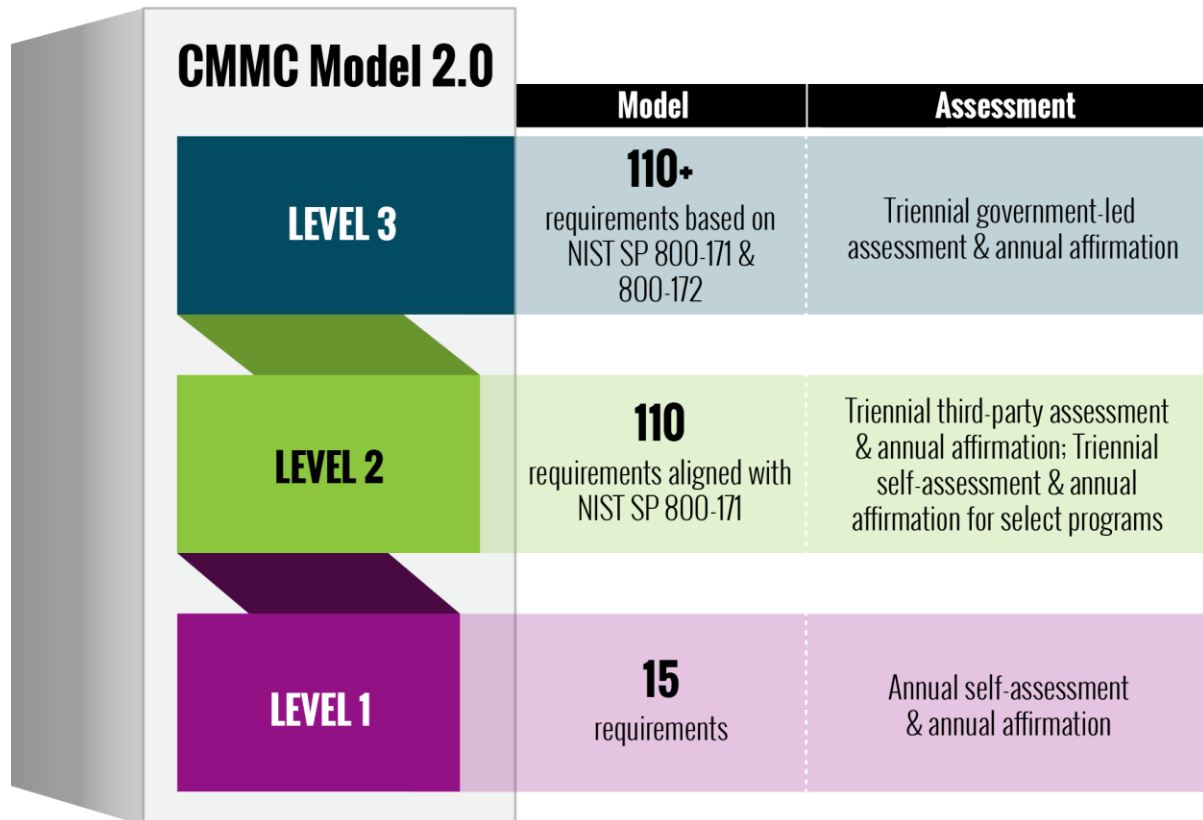 CMMC Model 2.0
Model
Assessment
LEVEL 3
110+
requirements based on
NIST SP 800-171 &
800-172
Triennial government-led
assessment & annual affirmation
LEVEL 2
110
requirements aligned with
NIST SP 800-171
Triennial third-party assessment
& annual affirmation; Triennial
self-assessment & annual
affirmation for select programs
LEVEL 1
15
requirements
Annual self-assessment
& annual affirmation